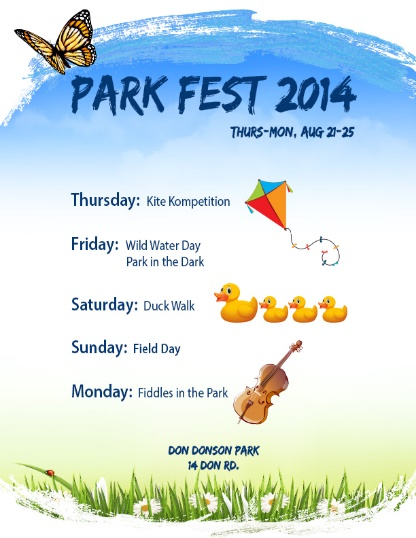 PARK FEST 2014
THURS-MON, AUG 21-25
Thursday: Kite Kompetition
Friday: Wild Water Day
Park in the Dark
Saturday: Duck Walk
Sunday: Field Day
Monday: Fiddles in the Park
DON DONSON PARK
14 DON RD.